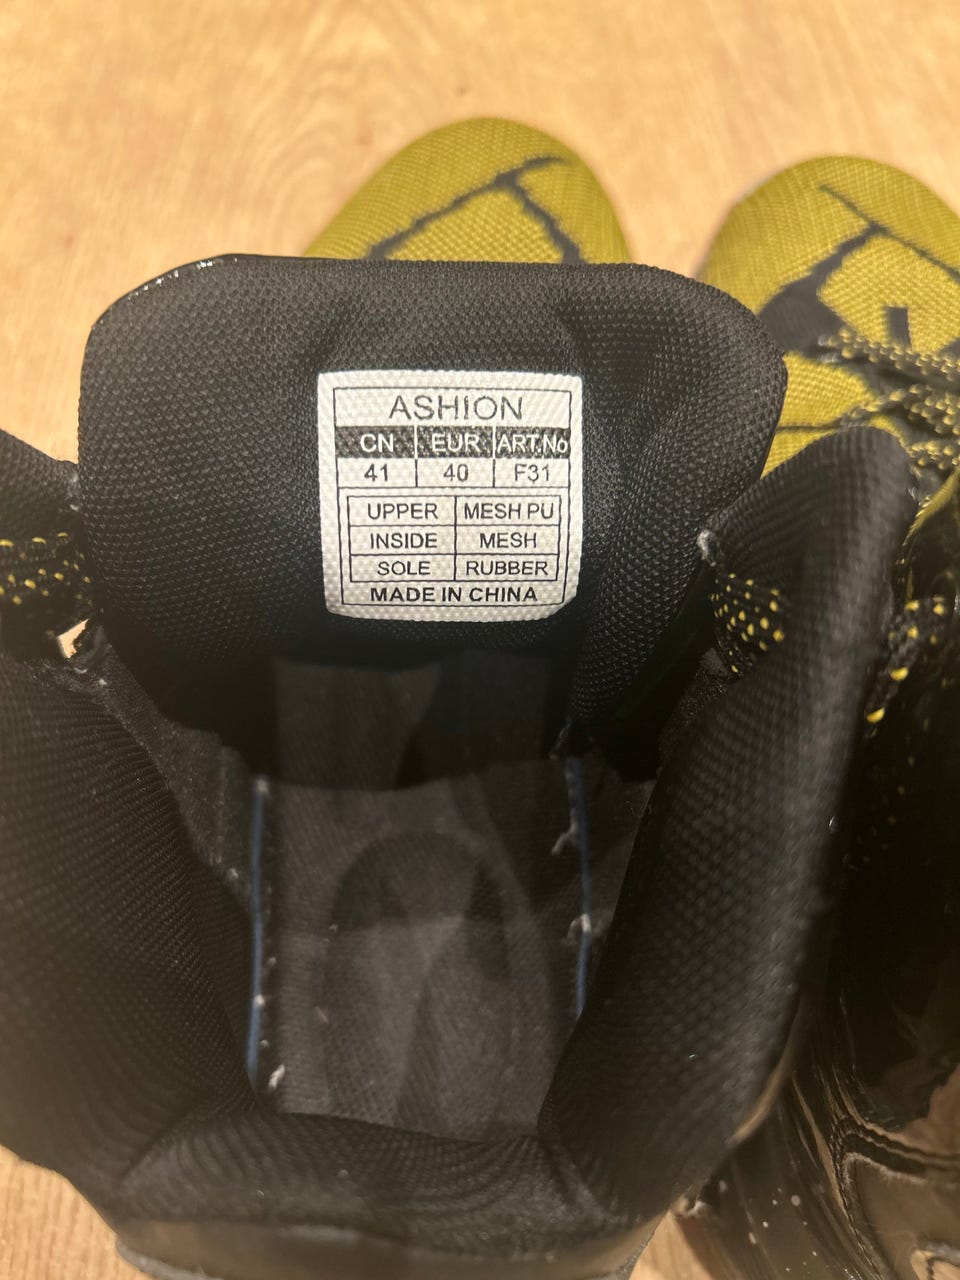 ASHION
CN EUR ART.No
41 40 F31
UPPER MESH PU
INSIDE MESH
SOLE RUBBER
MADE IN CHINA